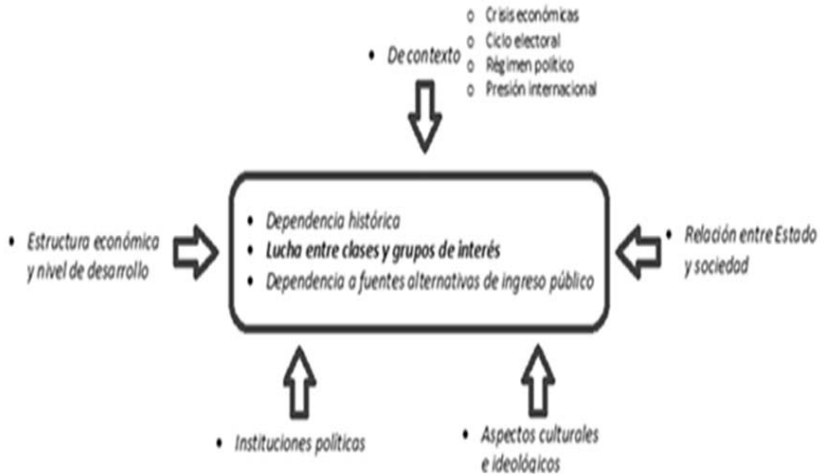 • De contexto
o Crisis económicas
o Ciclo electoral
o Régimen político
o Presión internacional
• Estructura económica
y nivel de desarrollo
• Dependencia histórica
• Lucha entre clases y grupos de interés
• Dependencia a fuentes alternativas de ingreso público
• Relación entre Estado
y sociedad
• Instituciones políticas
• Aspectos culturales
e ideológicos